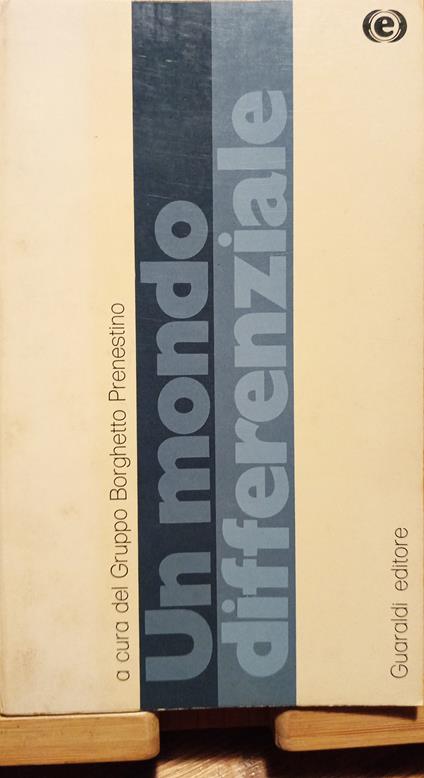 a cura del Gruppo Borghetto Prenestino
Un mondo
differenziale
Guaraldi editore
e